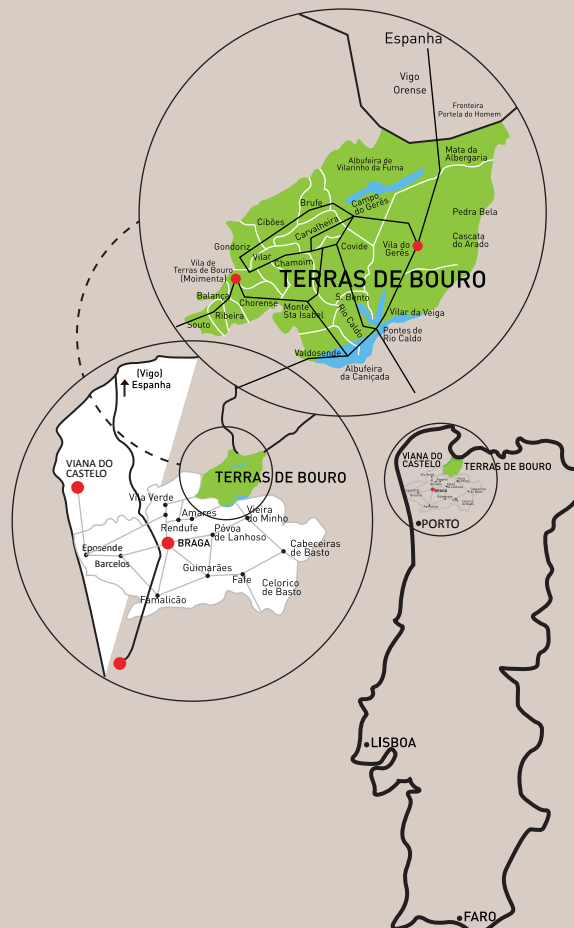 Espanha
Vigo
Orense
Fronteira
Portela do Homem
Mata da
Albergaria
Albufeira de
Vilarinho da Furna
Campo
do Gerês
Brufe
Carvalheira
Cibões
Pedra Bela
Cascata
do Arado
Gondoriz
Vilar
Chamoim
Covide
Vila do
Gerês
Vila de
Terras de Bouro
(Moimenta)
TERRAS DE BOURO
Balança
Chorense
Ribeira
Souto
Monte
Sta Isabel
S. Bento
Rio Caldo
Vilar da Veiga
Pontes de
Rio Caldo
Valdosende
Albufeira
da Caniçada
(Vigo)
Espanha
VIANA DO
CASTELO
TERRAS DE BOURO
Vila Verde
Amares
Rendufe
Vieira
do Minho
Póvoa
de Lanhoso
BRAGA
Cabeceiras
de Basto
Eposende
Barcelos
Guimarães
Fafe
Celorico
de Basto
Famalicão
VIANA DO
CASTELO
TERRAS DE BOURO
PORTO
LISBOA
FARO